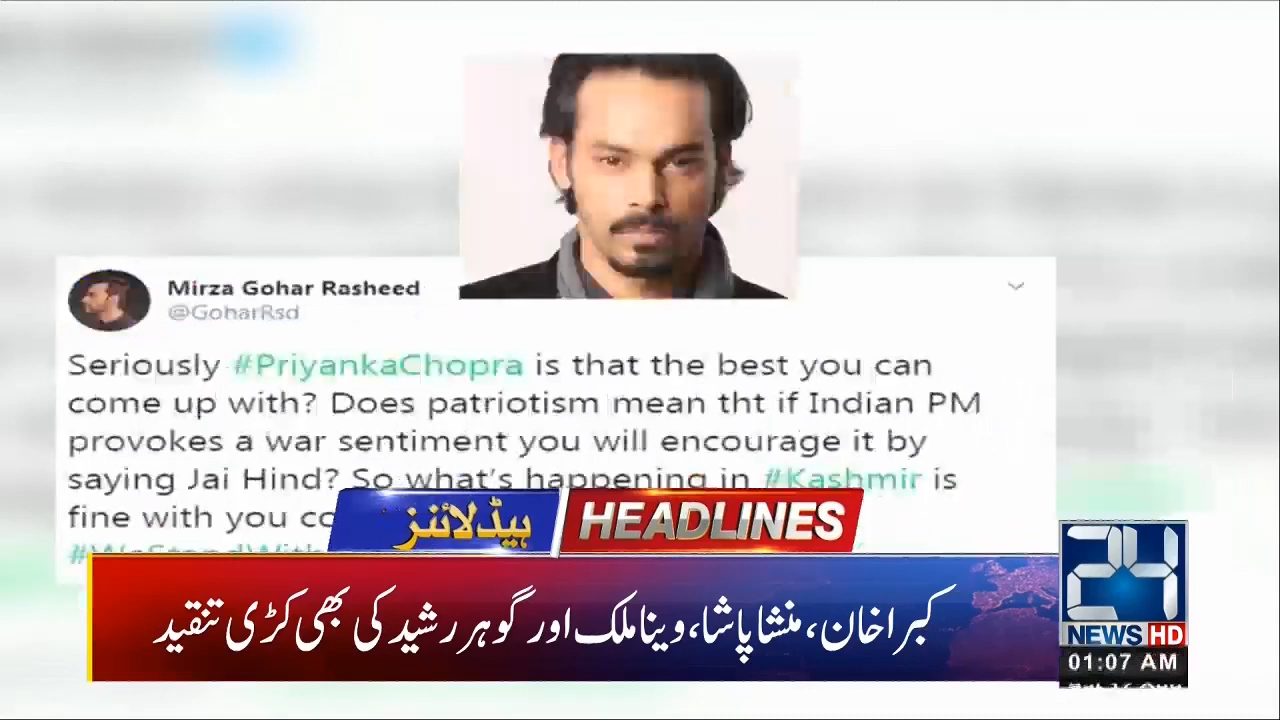 Mirza Gohar Rasheed
@GoharRsd
Seriously #PriyankaChopra is that the best you can
come up with? Does patriotism mean tht if Indian PM
provokes a war sentiment you will encourage it by
saying Jai Hind? So what's happening in #Kashmir is
fine with you
ہیڈلائنز HEADLINES
کبرا خان، منشا پاشا، وینا ملک اور گوہر رشید کی بھی کڑی تنقید
24
NEWS HD
01:07 AM